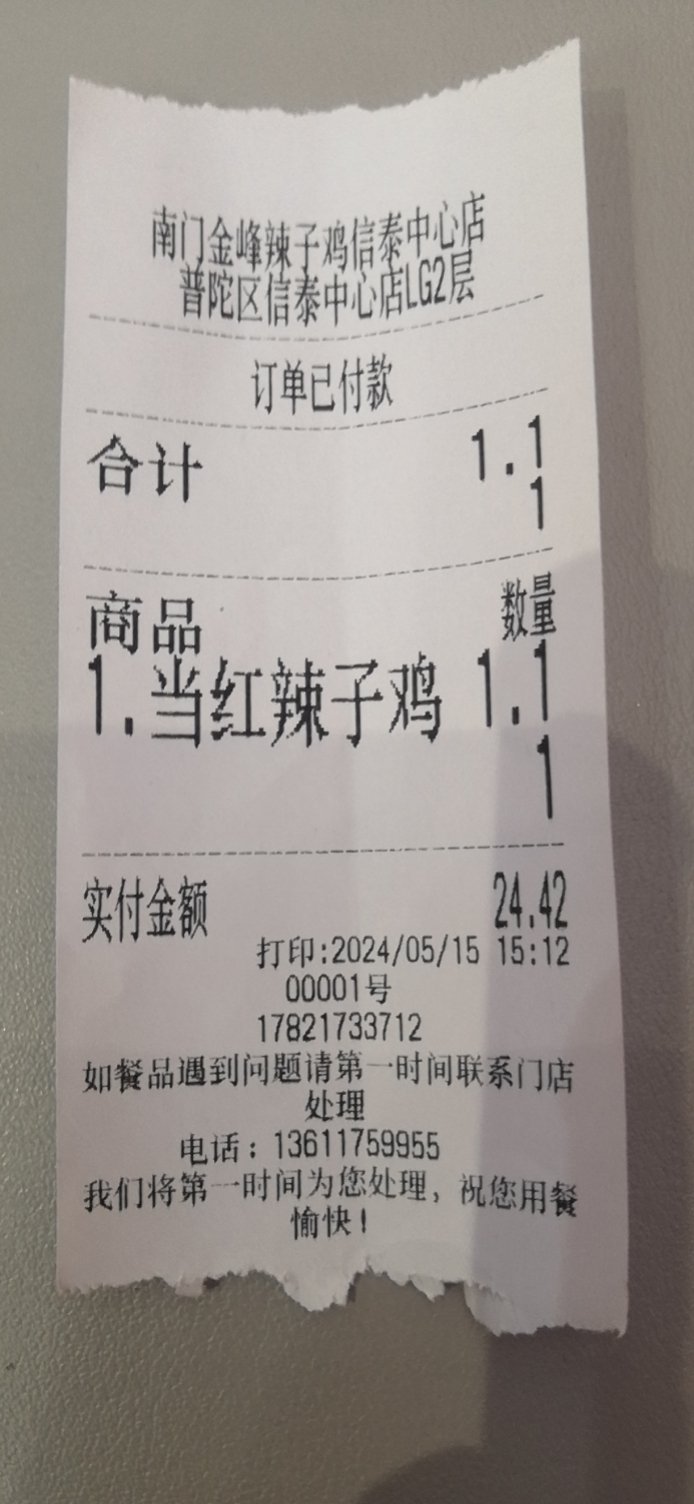 南门金峰辣子鸡信泰中心店
普陀区信泰中心店LG2层
订单已付款
合计 1.1
1
商品 数量
1.当红辣子鸡 1.1
1
实付金额 24.42
打印:2024/05/15 15:12
00001号
17821733712
如餐品遇到问题请第一时间联系门店
处理
电话：13611759955
我们将第一时间为您处理，祝您用餐
愉快！